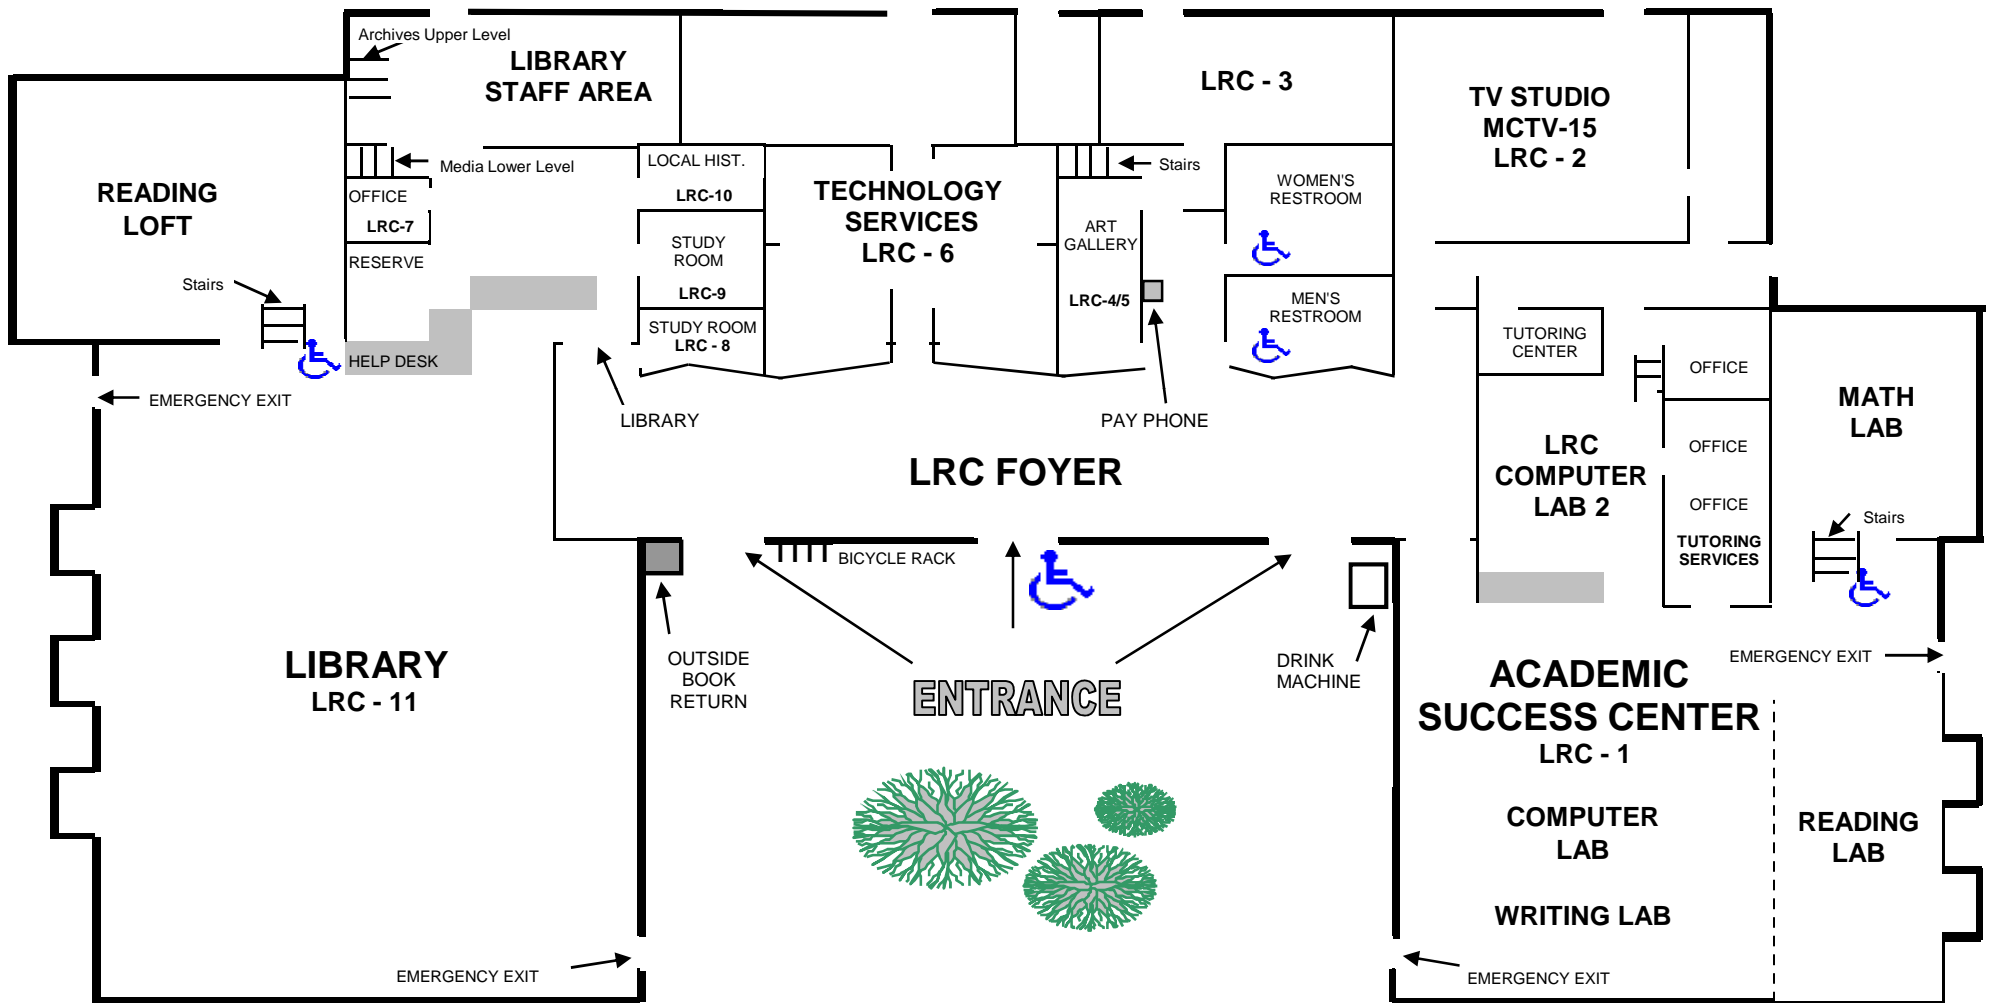 Archives Upper Level
LIBRARY
STAFF AREA
LRC - 3
TV STUDIO
MCTV-15
LRC - 2
READING
LOFT
Media Lower Level
OFFICE
LRC-7
RESERVE
LOCAL HIST.
LRC-10
STUDY
ROOM
LRC-9
STUDY ROOM
LRC - 8
TECHNOLOGY
SERVICES
LRC - 6
Stairs
ART
GALLERY
LRC-4/5
WOMEN'S
RESTROOM
MEN'S
RESTROOM
Stairs
HELP DESK
EMERGENCY EXIT
LIBRARY
PAY PHONE
TUTORING
CENTER
OFFICE
OFFICE
OFFICE
TUTORING
SERVICES
MATH
LAB
LRC
COMPUTER
LAB 2
Stairs
LRC FOYER
BICYCLE RACK
OUTSIDE
BOOK
RETURN
ENTRANCE
DRINK
MACHINE
LIBRARY
LRC - 11
EMERGENCY EXIT
ACADEMIC
SUCCESS CENTER
LRC - 1
COMPUTER
LAB
WRITING LAB
READING
LAB
EMERGENCY EXIT
EMERGENCY EXIT